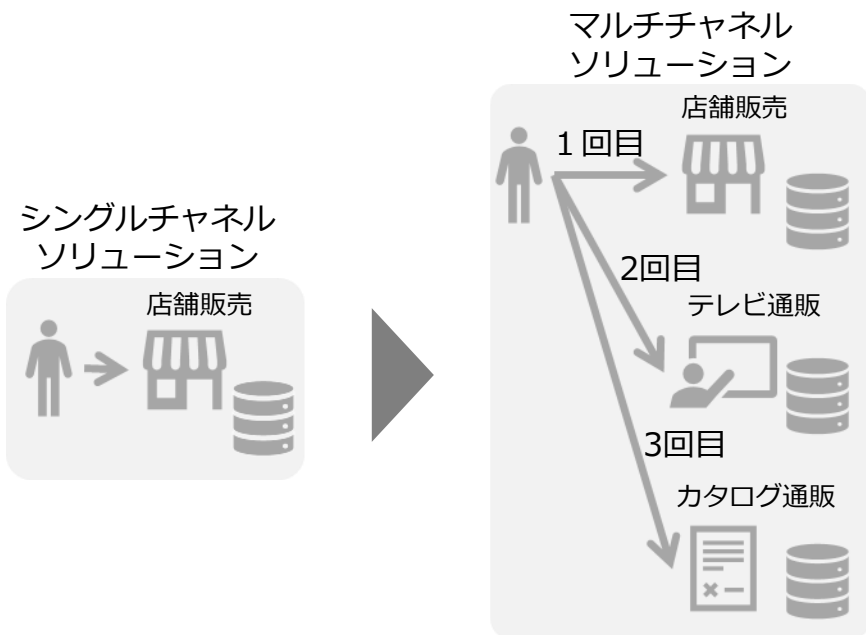 シングルチャネル
ソリューション
店舗販売
マルチチャネル
ソリューション
店舗販売
１回目
2回目
テレビ通販
3回目
カタログ通販